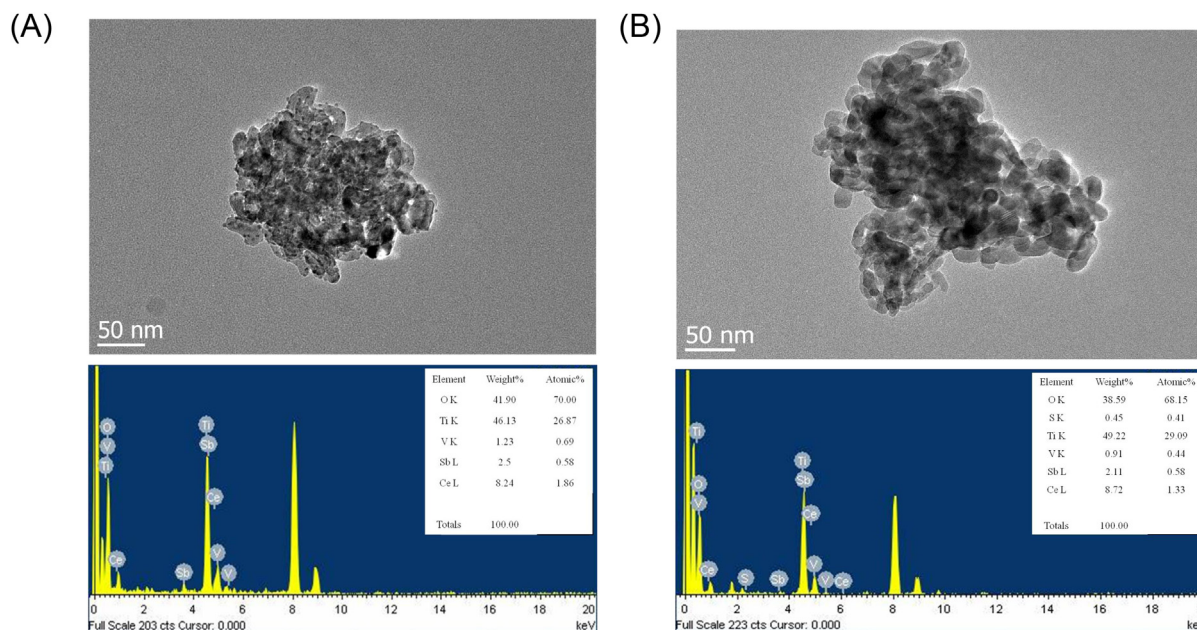 (A)
50 nm
O
V
Ti
Ce
Sb
Ti
Sb
Ce
V
V
Element Weight% Atomic%
O K 41.90 70.00
Ti K 46.13 26.87
V K 1.23 0.69
Sb L 2.5 0.58
Ce L 8.24 1.86
Totals 100.00
0 2 4 6 8 10 12 14 16 18 20
Full Scale 203 cts Cursor: 0.000 keV
(B)
50 nm
Ti
O
V
Ce
S
Sb
Ti
Sb
Ce
V
V
Ce
Element Weight% Atomic%
O K 38.59 68.15
S K 0.45 0.41
Ti K 49.22 29.09
V K 0.91 0.44
Sb L 2.11 0.58
Ce L 8.72 1.33
Totals 100.00
0 2 4 6 8 10 12 14 16 18
Full Scale 223 cts Cursor: 0.000 ke